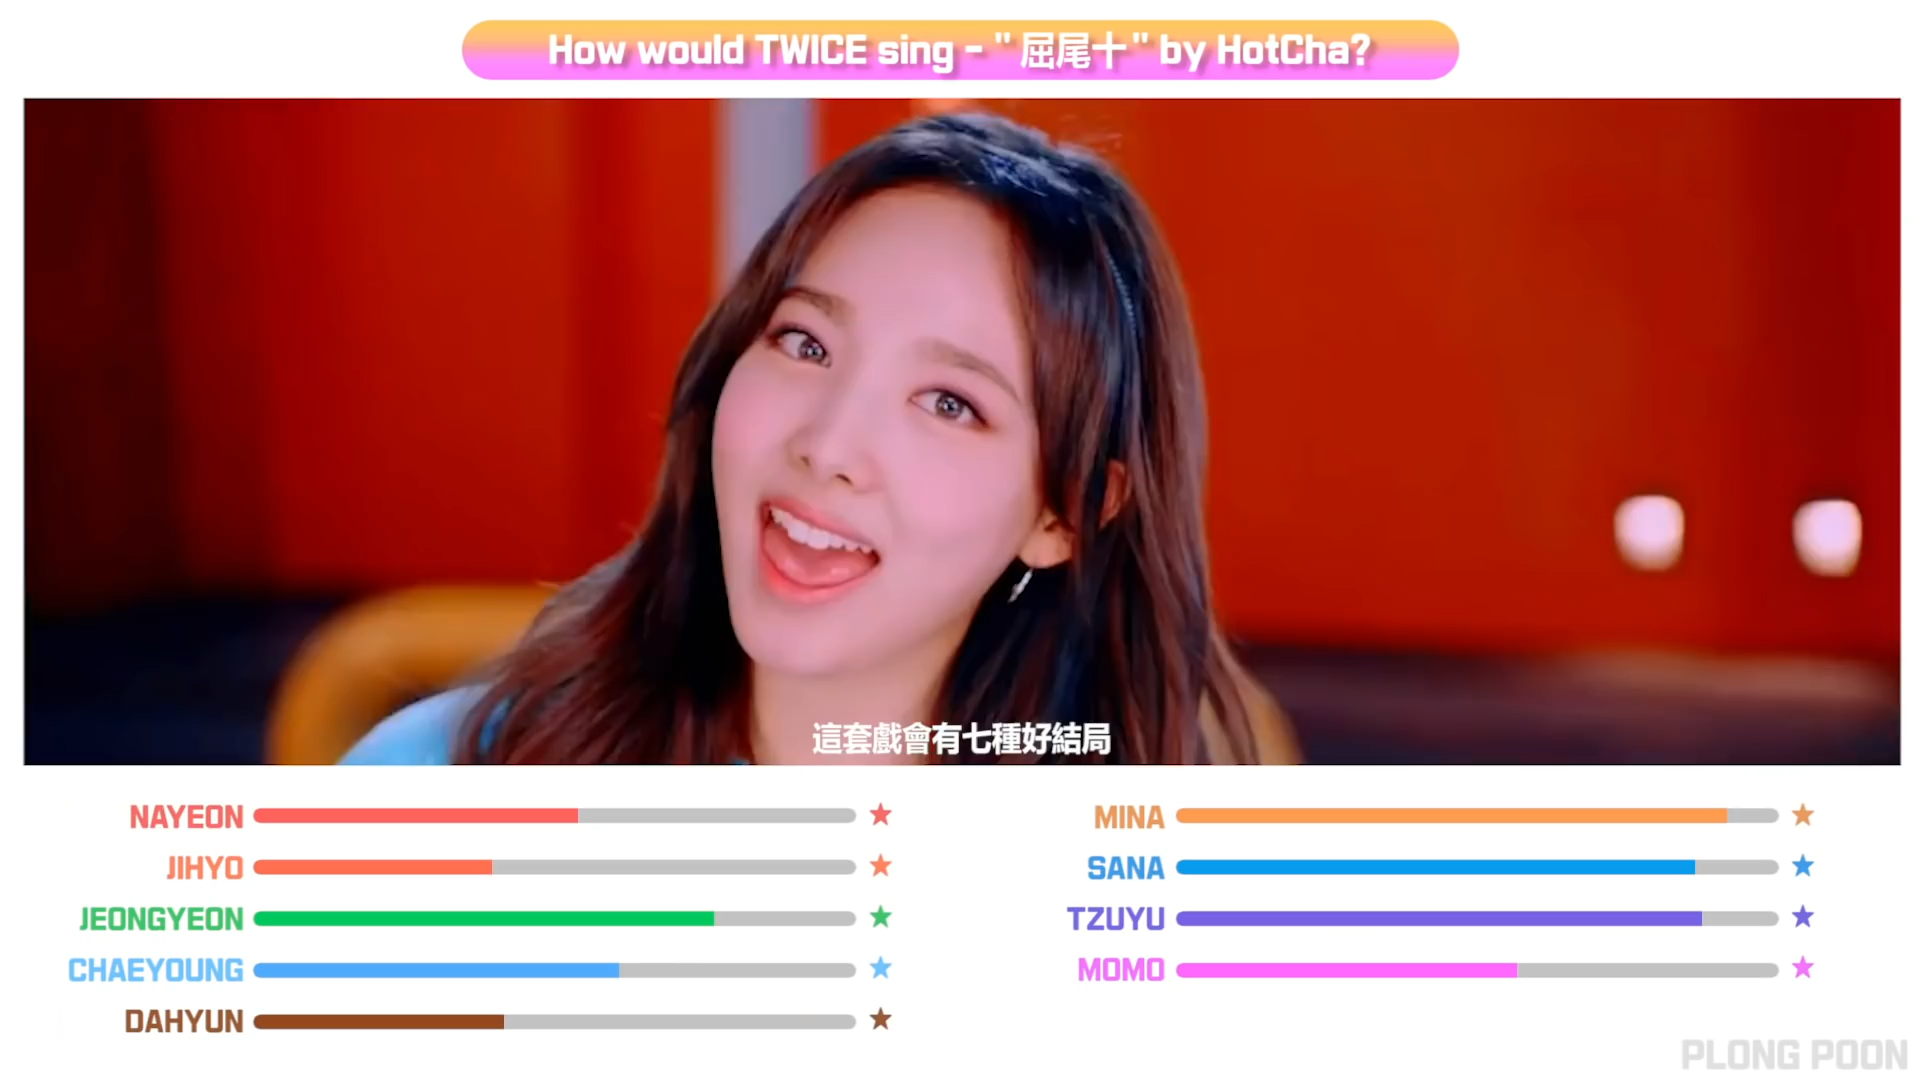 How would TWICE sing - "屈尾十" by HotCha?
這套戲會有七種好結局
NAYEON
JIHYO
JEONGYEON
CHAEYOUNG
DAHYUN
MINA
SANA
TZUYU
MOMO
PLONG POON